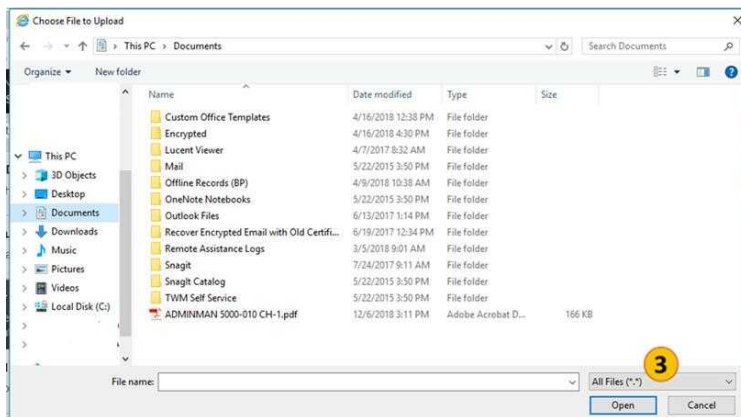 Choose File to Upload
This PC > Documents
Search Documents
Organize
New folder
Name Date modified Type Size
Custom Office Templates 4/16/2018 12:38 PM File folder
Encrypted 4/16/2018 4:30 PM File folder
Lucent Viewer 4/7/2017 8:32 AM File folder
Mail 5/22/2015 3:50 PM File folder
Offline Records (BP) 4/9/2018 10:38 AM File folder
OneNote Notebooks 5/22/2015 3:50 PM File folder
Outlook Files 6/13/2017 1:14 PM File folder
Recover Encrypted Email with Old Certifi... 6/19/2017 12:34 PM File folder
Remote Assistance Logs 3/5/2018 9:01 AM File folder
Snagit 7/24/2017 9:11 AM File folder
SnagIt Catalog 5/22/2015 3:50 PM File folder
TWM Self Service 5/22/2015 3:50 PM File folder
ADMINMAN 5000-010 CH-1.pdf 12/6/2018 3:11 PM Adobe Acrobat D... 166 KB
This PC
3D Objects
Desktop
Documents
Downloads
Music
Pictures
Videos
Local Disk (C:)
3
File name:
All Files (*.*)
Open
Cancel